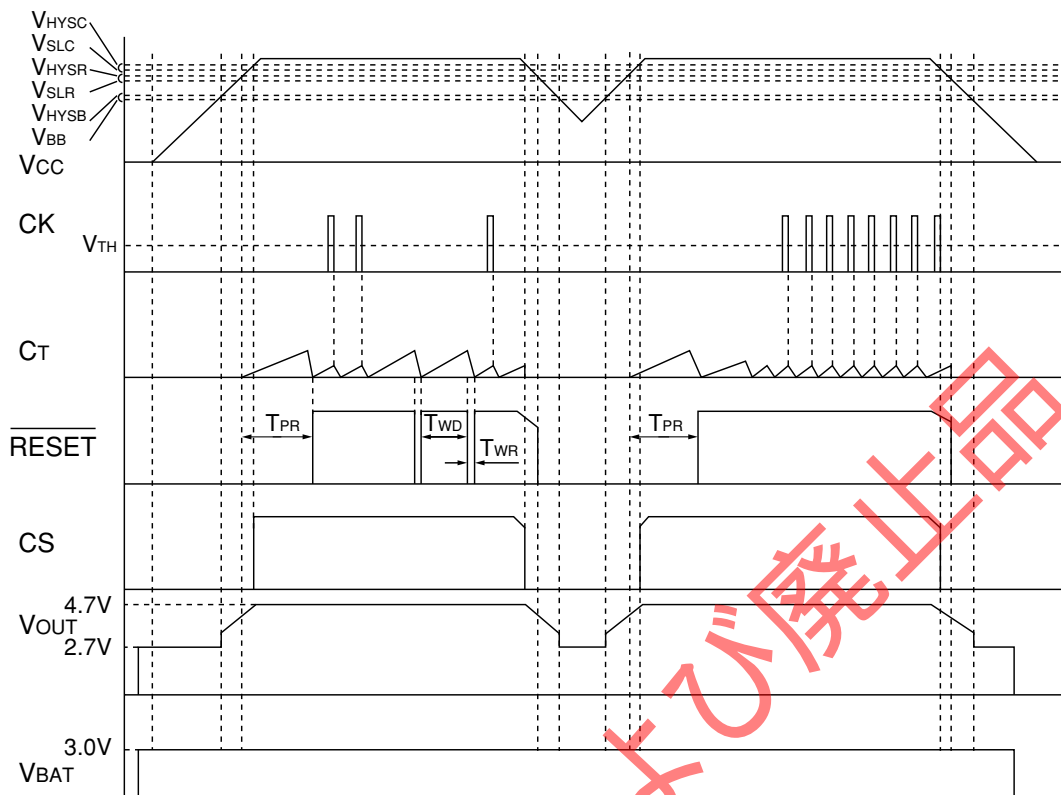 VHYSC
VSLC
VHYSR
VSLR
VHYSB
VBB
VCC
CK
VTH
CT
RESET
TPR
TWD
TWR
TPR
CS
4.7V
VOUT
2.7V
3.0V
VBAT
よび廃止品